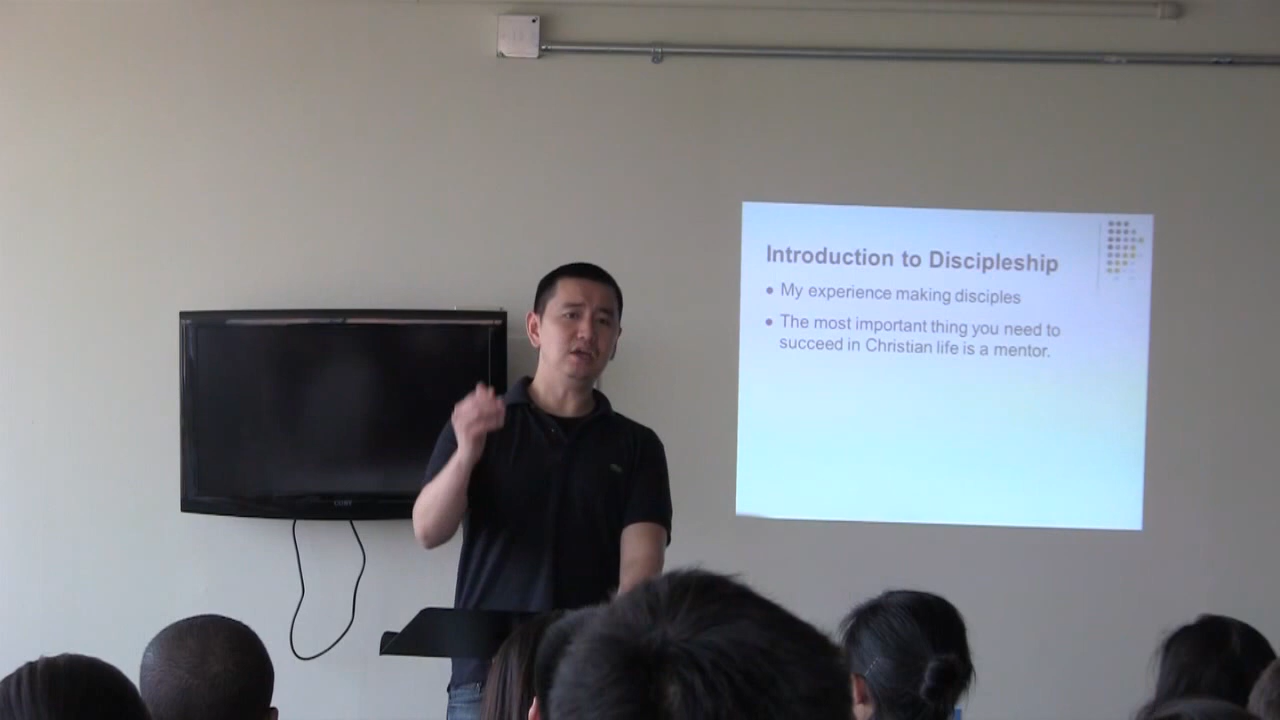 Introduction to Discipleship
● My experience making disciples
● The most important thing you need to
succeed in Christian life is a mentor.